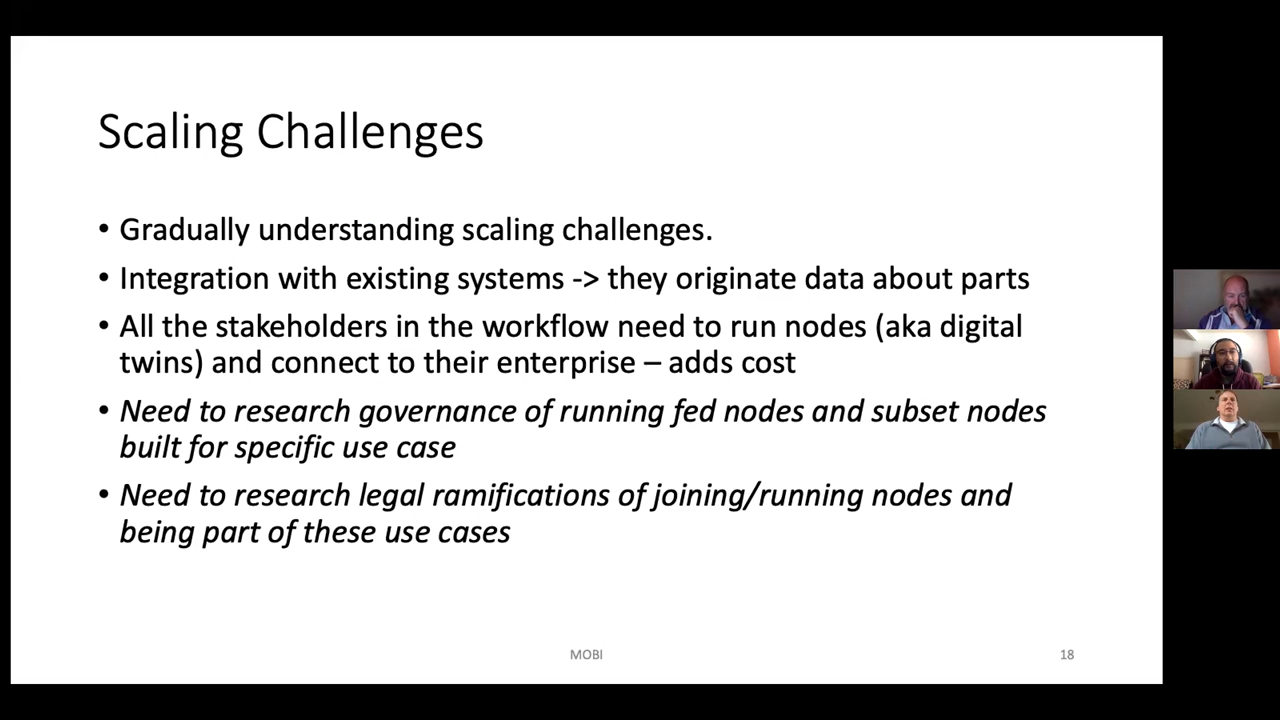 Scaling Challenges
• Gradually understanding scaling challenges.
• Integration with existing systems -> they originate data about parts
• All the stakeholders in the workflow need to run nodes (aka digital
twins) and connect to their enterprise – adds cost
• Need to research governance of running fed nodes and subset nodes
built for specific use case
• Need to research legal ramifications of joining/running nodes and
being part of these use cases
MOBI
18